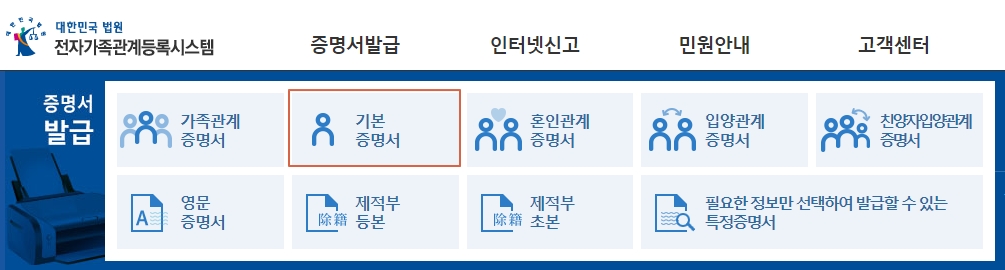 대한민국 법원
전자가족관계등록시스템
증명서발급
인터넷신고
민원안내
고객센터
증명서
발급
가족관계
증명서
기본
증명서
혼인관계
증명서
입양관계
증명서
친양자입양관계
증명서
A
영문
증명서
除籍
제적부
등본
除籍
제적부
초본
필요한 정보만 선택하여 발급할 수 있는
특정증명서